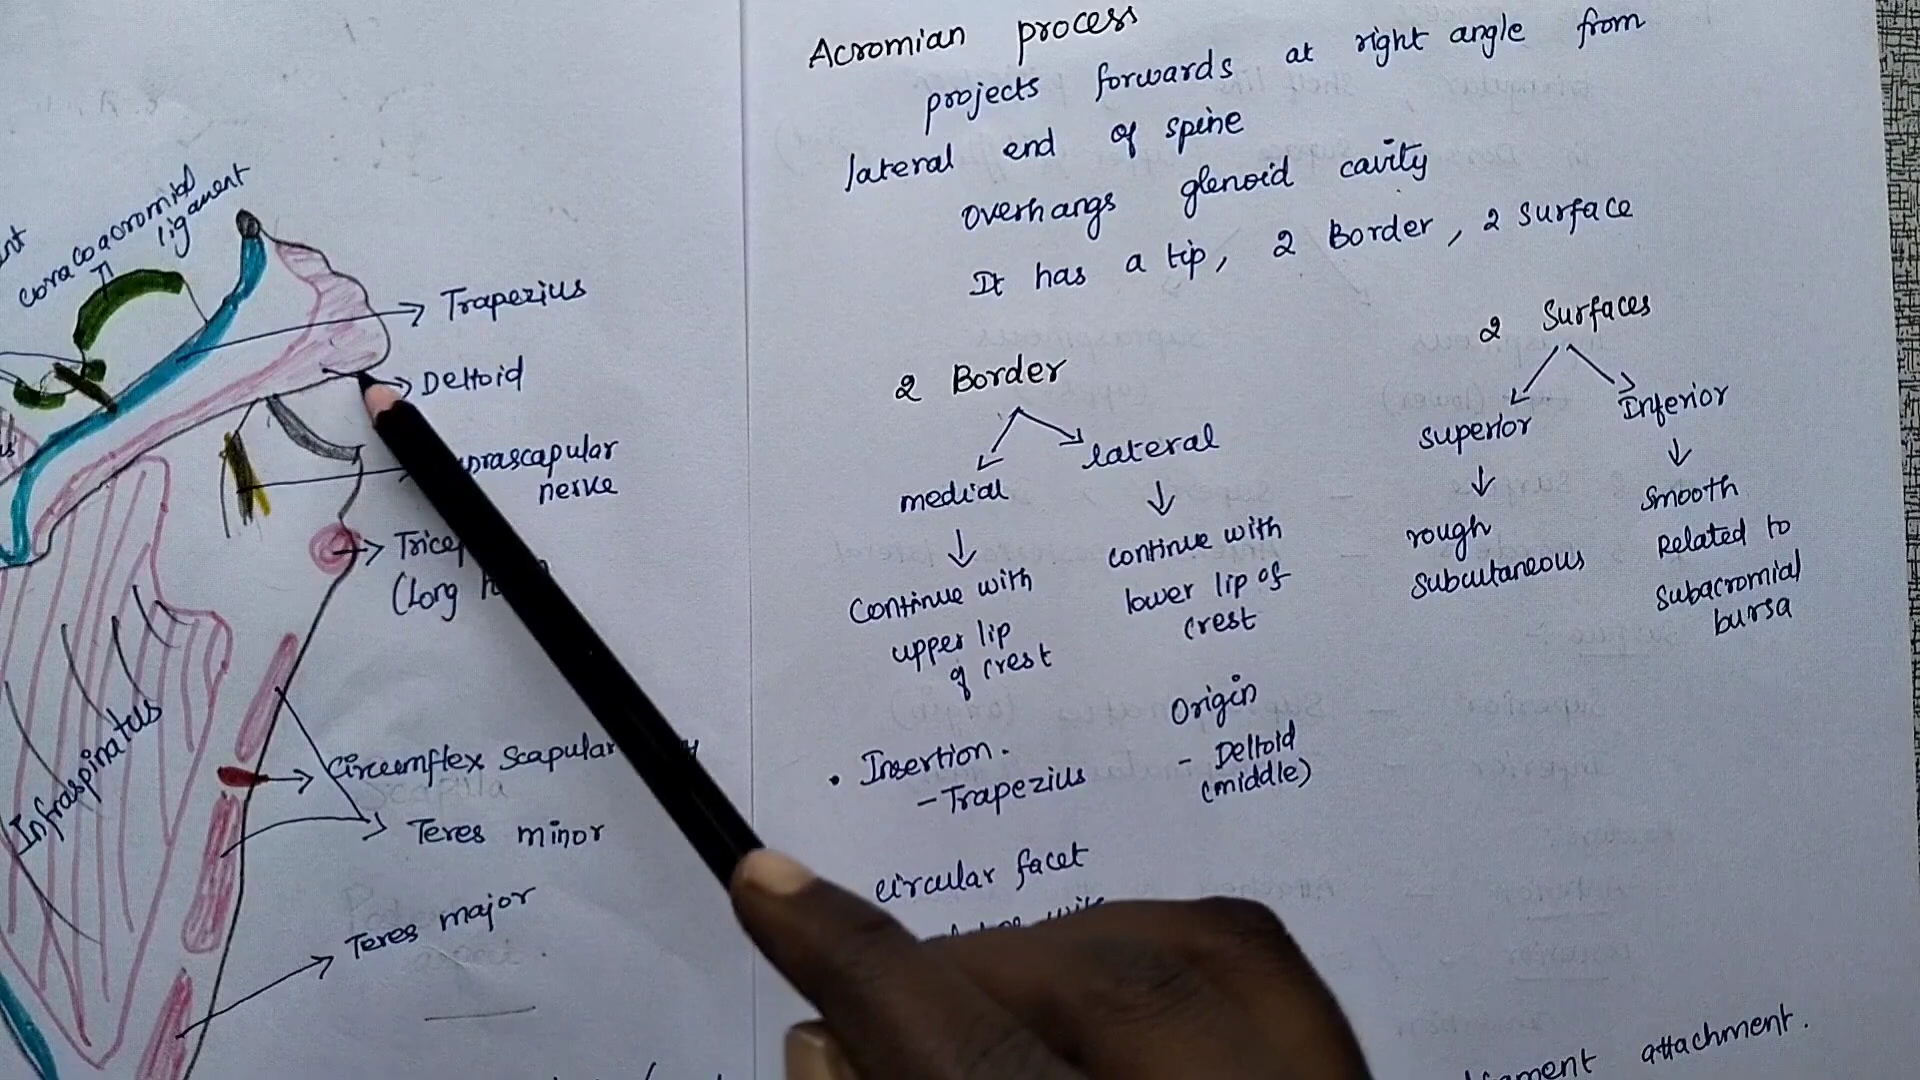 coracoacromial
ligament
Trapezius
Deltoid
nerve
(Long
Infraspinatus
Circumflex Scapular
Teres minor
Teres major
Acromian process
projects forwards at right angle from
lateral end of spine
overhangs glenoid cavity
It has a tip, 2 Border, 2 surface
2 Border
medial
Continue with
upper lip
of crest
• Insertion.
- Trapezius
circular facet
lateral
continue with
lower lip of
crest
Origin
- Deltoid
(middle)
2 Surfaces
superior
rough
subcutaneous
Inferior
smooth
Related to
subacromial
bursa
attachment.